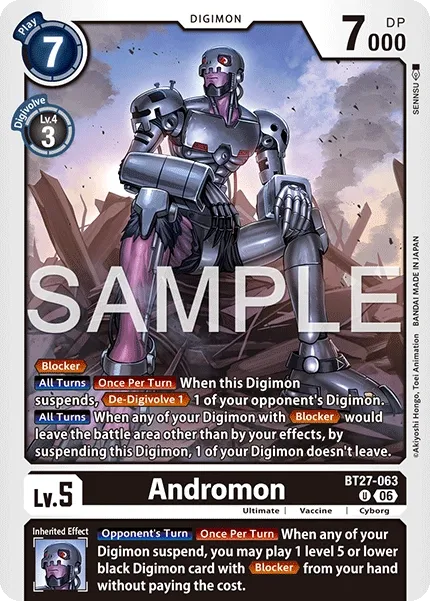 Play
7
DIGIMON
7000 DP
Digivolve
Lv.4
3
SENNSU
©Akiyoshi Hongo, Toei Animation BANDAI MADE IN JAPAN
SAMPLE
Blocker
All Turns Once Per Turn When this Digimon
suspends, De-Digivolve 1 1 of your opponent's Digimon.
All Turns When any of your Digimon with Blocker would
leave the battle area other than by your effects, by
suspending this Digimon, 1 of your Digimon doesn't leave.
Lv.5
Andromon
BT27-063
U 06
Ultimate | Vaccine | Cyborg
Inherited Effect
Opponent's Turn Once Per Turn When any of your
Digimon suspend, you may play 1 level 5 or lower
black Digimon card with Blocker from your hand
without paying the cost.